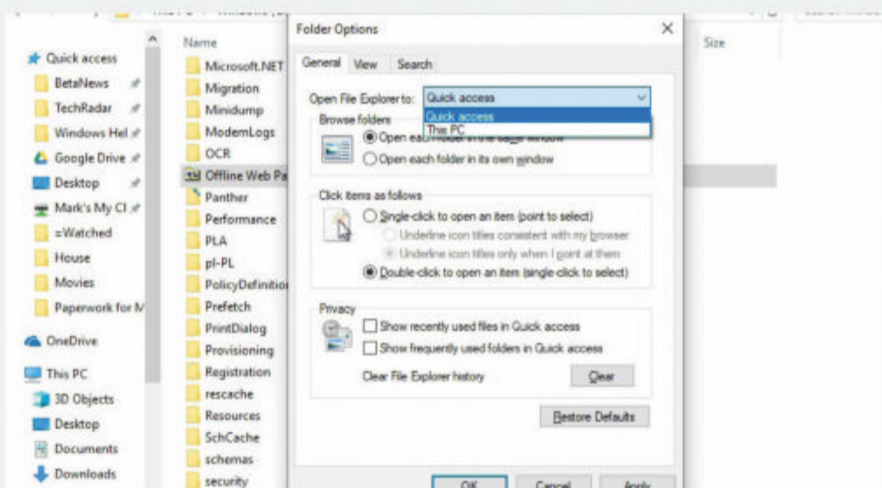 Quick access
BetaNews
TechRadar
Windows Hel
Google Drive
Desktop
Mark's My Cl
=Watched
House
Movies
Paperwork for M
OneDrive
This PC
3D Objects
Desktop
Documents
Downloads
Name
Microsoft.NET
Migration
Minidump
ModemLogs
OCR
Offline Web Pa
Panther
Performance
PLA
pl-PL
PolicyDefinition
Prefetch
PrintDialog
Provisioning
Registration
rescache
Resources
SchCache
schemas
security
Size
Folder Options
General View Search
Open File Explorer to: Quick access
Quick access
This PC
Browse folders
Open each folder in the same window
Open each folder in its own window
Click items as follows
Single-click to open an item (point to select)
Underline icon titles consistent with my browser
Underline icon titles only when I point at them
Double-click to open an item (single-click to select)
Privacy
Show recently used files in Quick access
Show frequently used folders in Quick access
Clear File Explorer history Clear
Restore Defaults
OK Cancel Apply